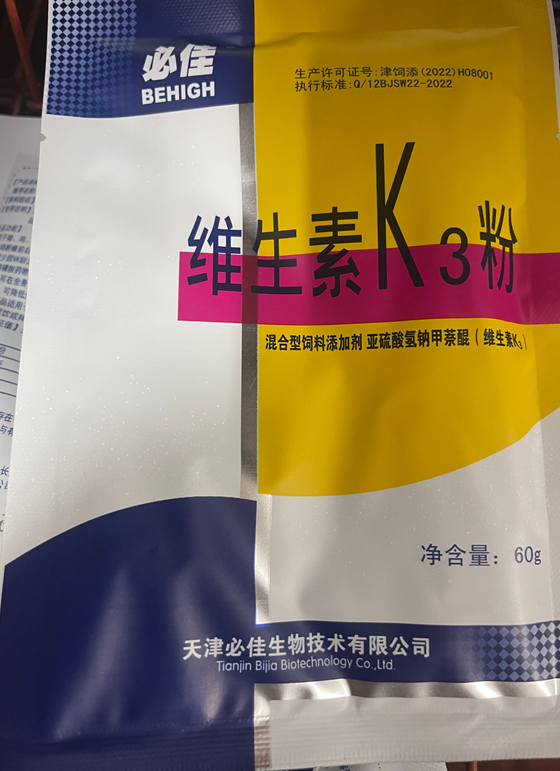 必佳
BEHIGH
生产许可证号:津饲添(2022)H08001
执行标准:Q/12BJSW22-2022
维生素K3粉
混合型饲料添加剂 亚硫酸氢钠甲萘醌(维生素K3)
净含量:60g
天津必佳生物技术有限公司
Tianjin Bijia Biotechnology Co.,Ltd.